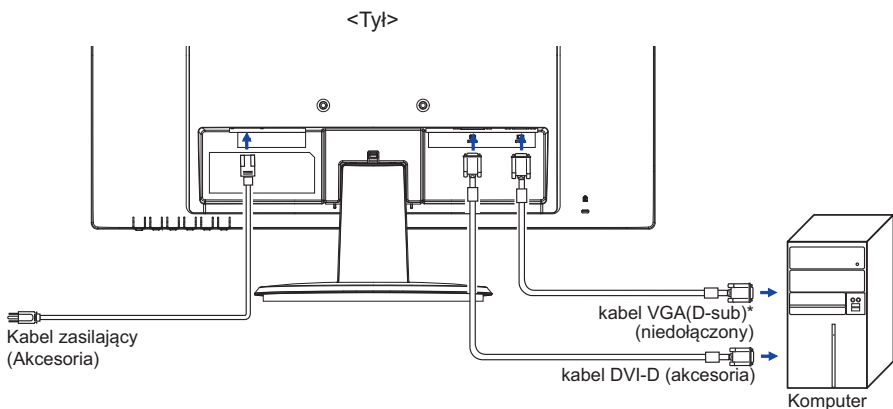 <Tył>
Kabel zasilający
(Akcesoria)
kabel VGA(D-sub)*
(niedołączony)
kabel DVI-D (akcesoria)
Komputer